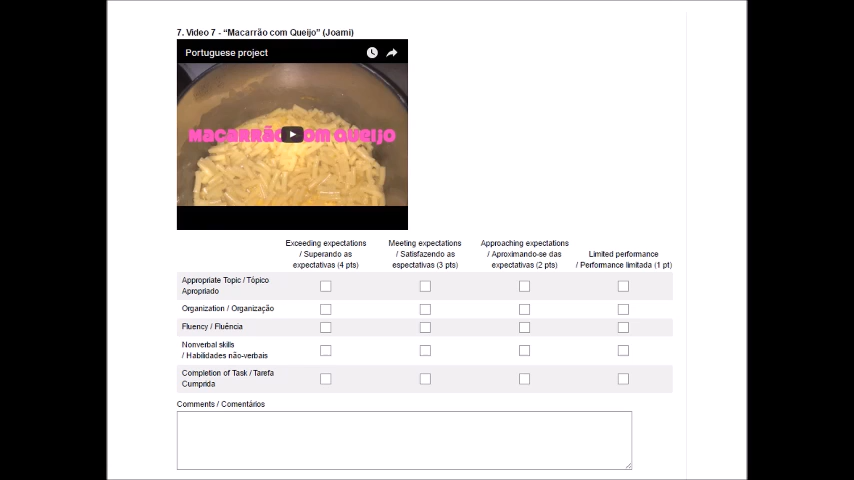 7. Video 7 - “Macarrão com Queijo” (Joami)
Portuguese project
Macarrão com Queijo
Exceeding expectations / Superando as expectativas (4 pts)
Meeting expectations / Satisfazendo as espectativas (3 pts)
Approaching expectations / Aproximando-se das expectativas (2 pts)
Limited performance / Performance limitada (1 pt)
Appropriate Topic / Tópico
Apropriado
Organization / Organização
Fluency / Fluência
Nonverbal skills
/ Habilidades não-verbais
Completion of Task / Tarefa
Cumprida
Comments / Comentários